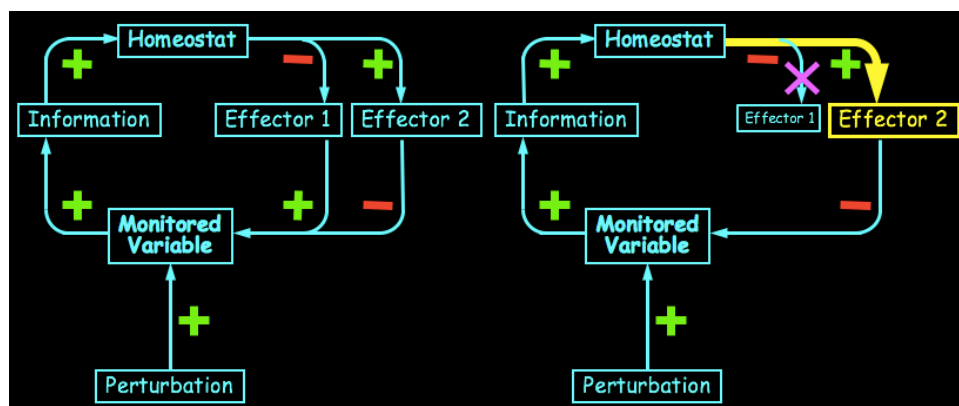 Homeostat
Information
Effector 1
Effector 2
Monitored
Variable
Perturbation
Homeostat
Information
Effector 1
Effector 2
Monitored
Variable
Perturbation